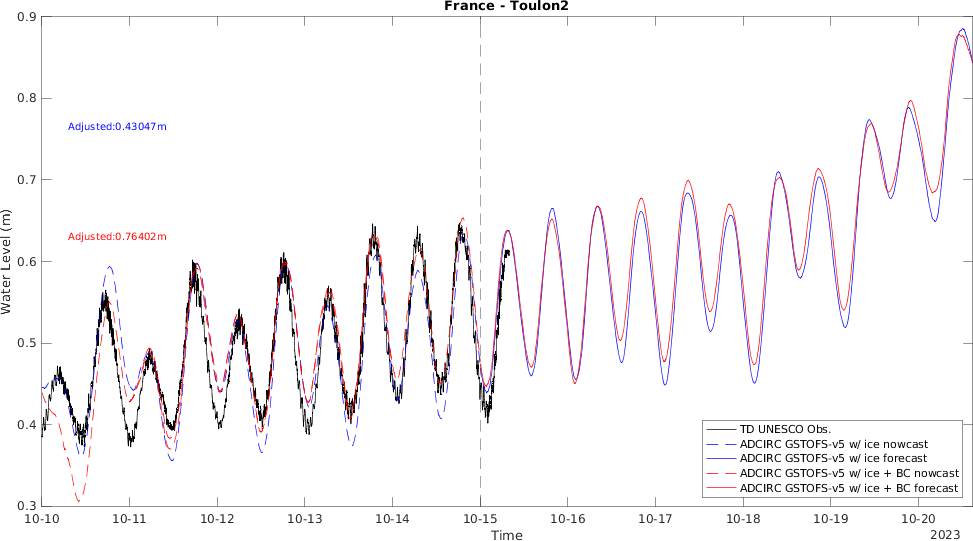 France - Toulon2
0.9
0.8
0.7
0.6
0.5
0.4
0.3
Water Level (m)
Adjusted:0.43047m
Adjusted:0.76402m
TD UNESCO Obs.
ADCIRC GSTOFS-v5 w/ ice nowcast
ADCIRC GSTOFS-v5 w/ ice forecast
ADCIRC GSTOFS-v5 w/ ice + BC nowcast
ADCIRC GSTOFS-v5 w/ ice + BC forecast
10-10 10-11 10-12 10-13 10-14 10-15 10-16 10-17 10-18 10-19 10-20
Time
2023